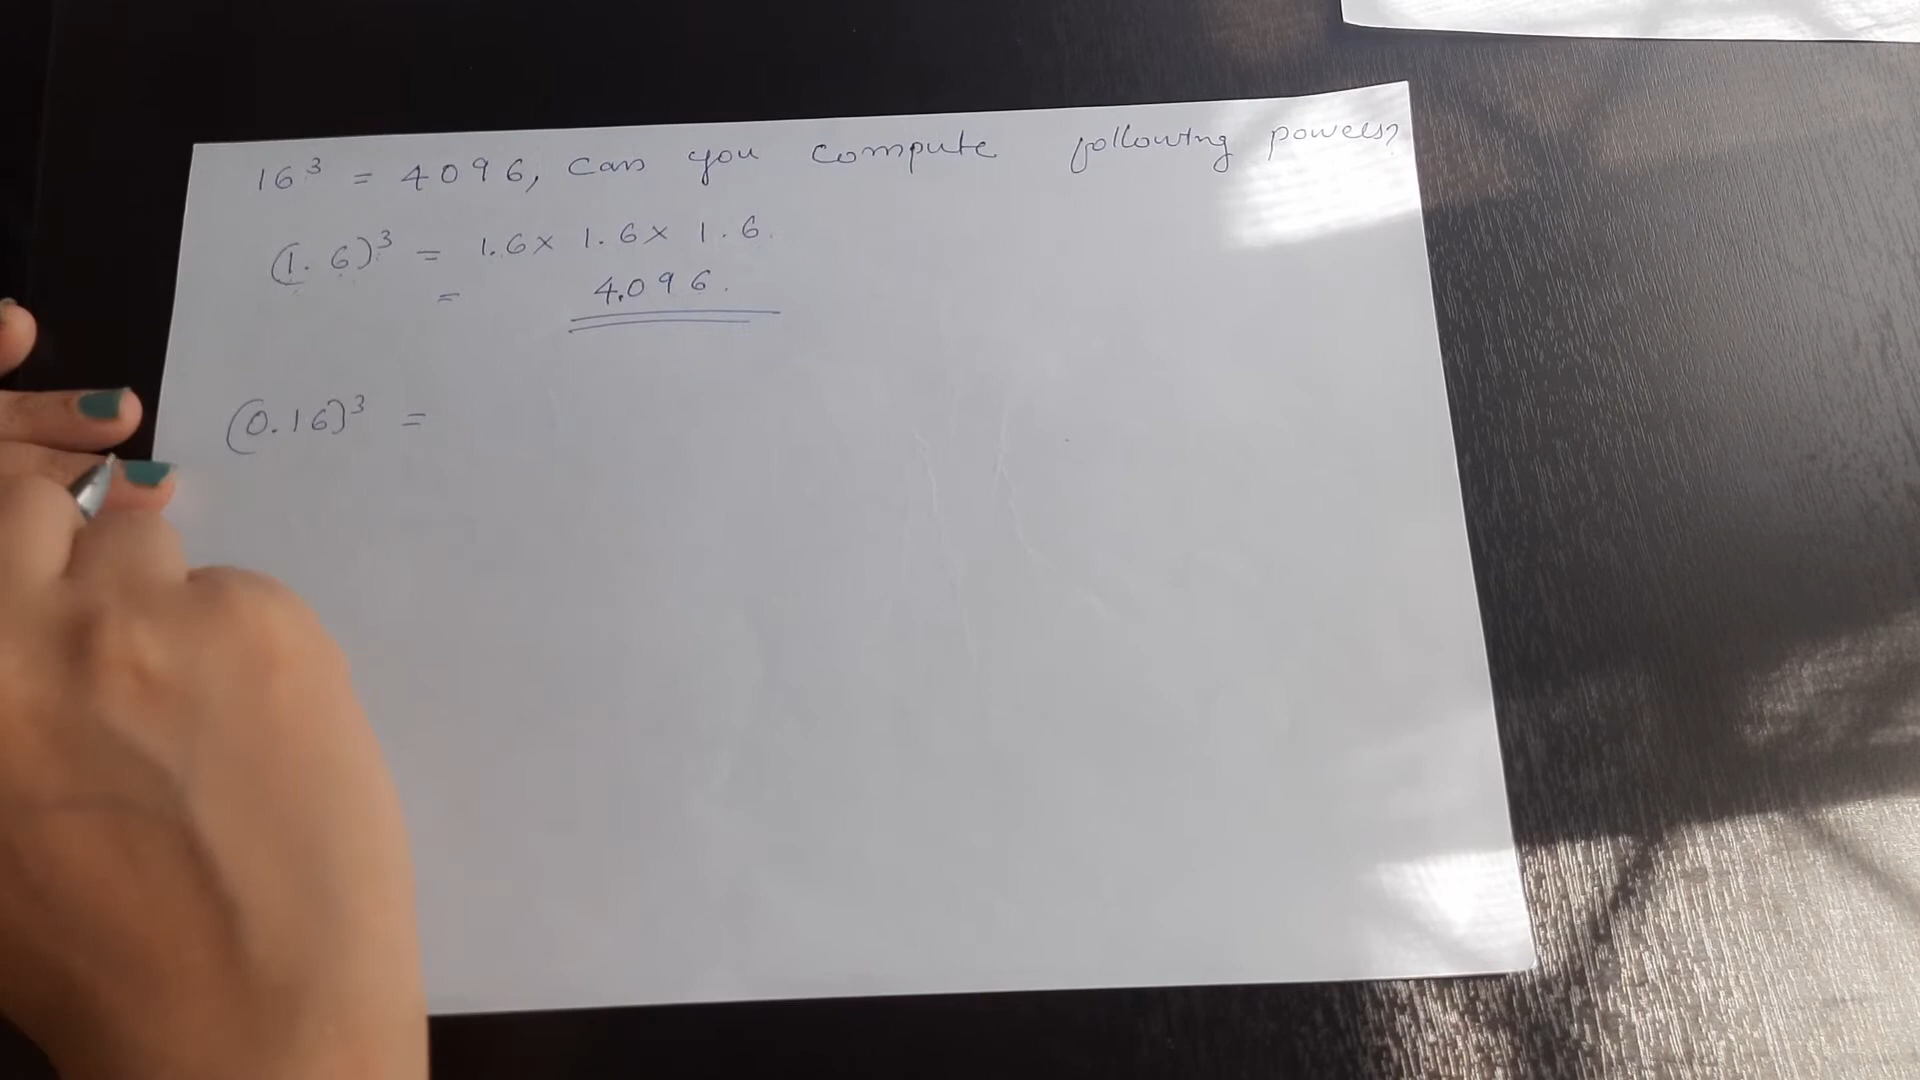 16³ = 4096, Can you compute following powers?
(1.6)³ = 1.6 × 1.6 × 1.6.
= 4.096.
(0.16)³ =